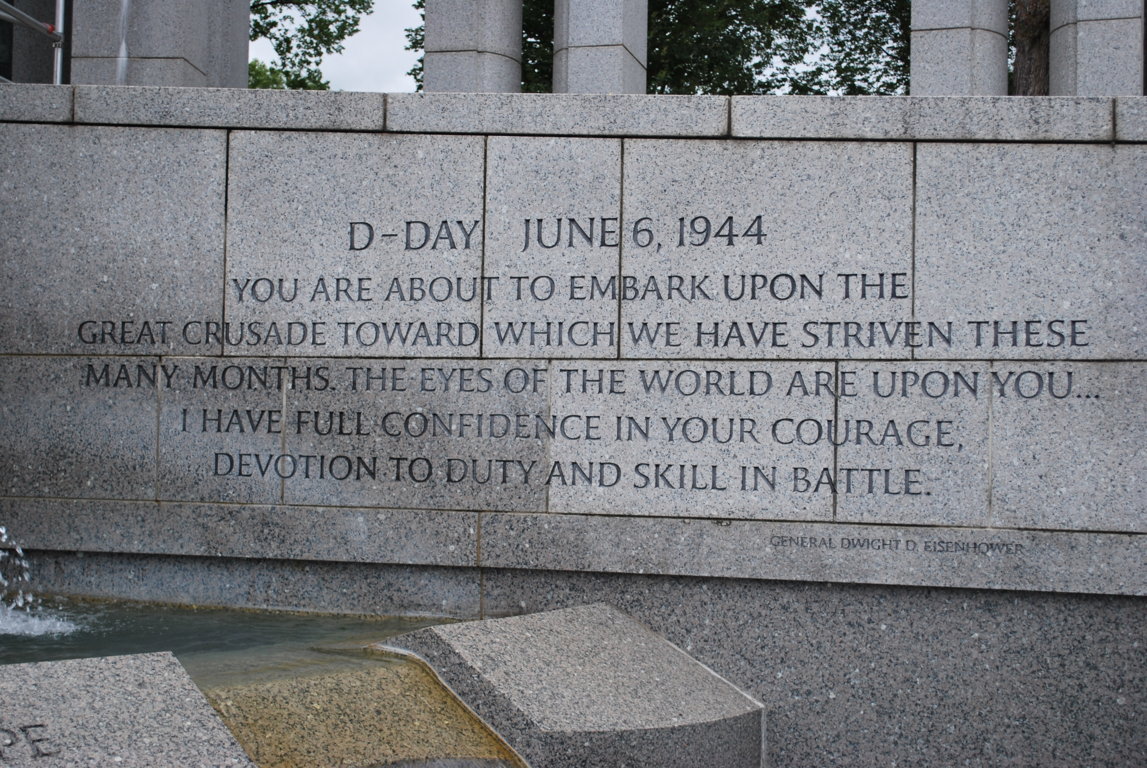 D-DAY JUNE 6, 1944
YOU ARE ABOUT TO EMBARK UPON THE
GREAT CRUSADE TOWARD WHICH WE HAVE STRIVEN THESE
MANY MONTHS. THE EYES OF THE WORLD ARE UPON YOU...
I HAVE FULL CONFIDENCE IN YOUR COURAGE,
DEVOTION TO DUTY AND SKILL IN BATTLE.
GENERAL DWIGHT D. EISENHOWER
PE